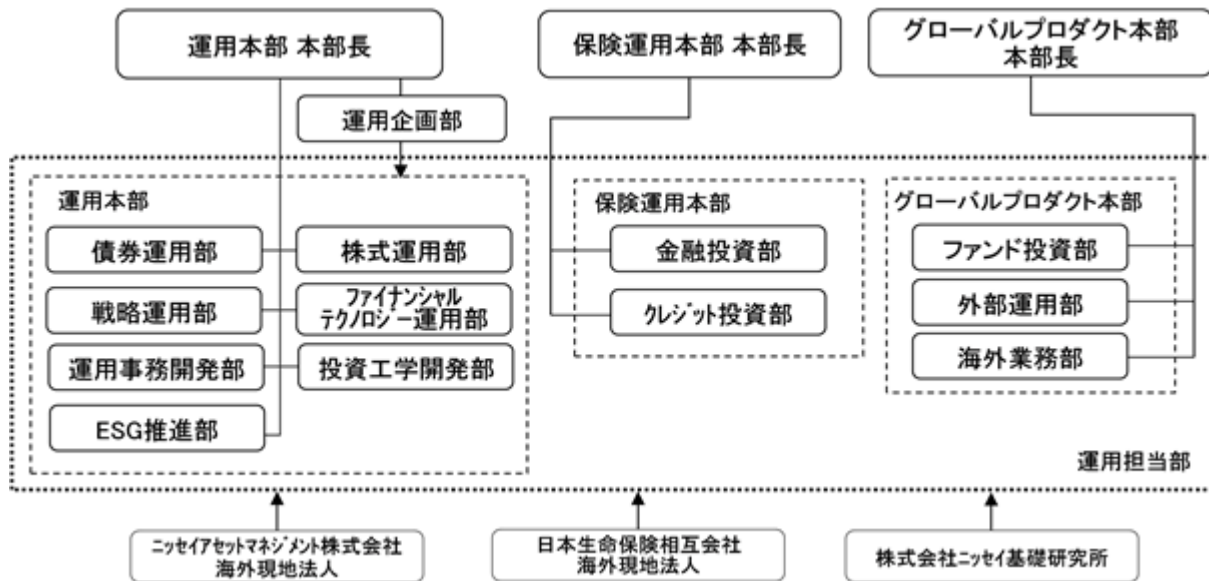 運用本部 本部長
保険運用本部 本部長
グローバルプロダクト本部
本部長
運用企画部
運用本部
債券運用部
株式運用部
戦略運用部
ファイナンシャル
テクノロジー運用部
運用事務開発部
投資工学開発部
ESG推進部
保険運用本部
金融投資部
クレジット投資部
グローバルプロダクト本部
ファンド投資部
外部運用部
海外業務部
運用担当部
ニッセイアセットマネジメント株式会社
海外現地法人
日本生命保険相互会社
海外現地法人
株式会社ニッセイ基礎研究所